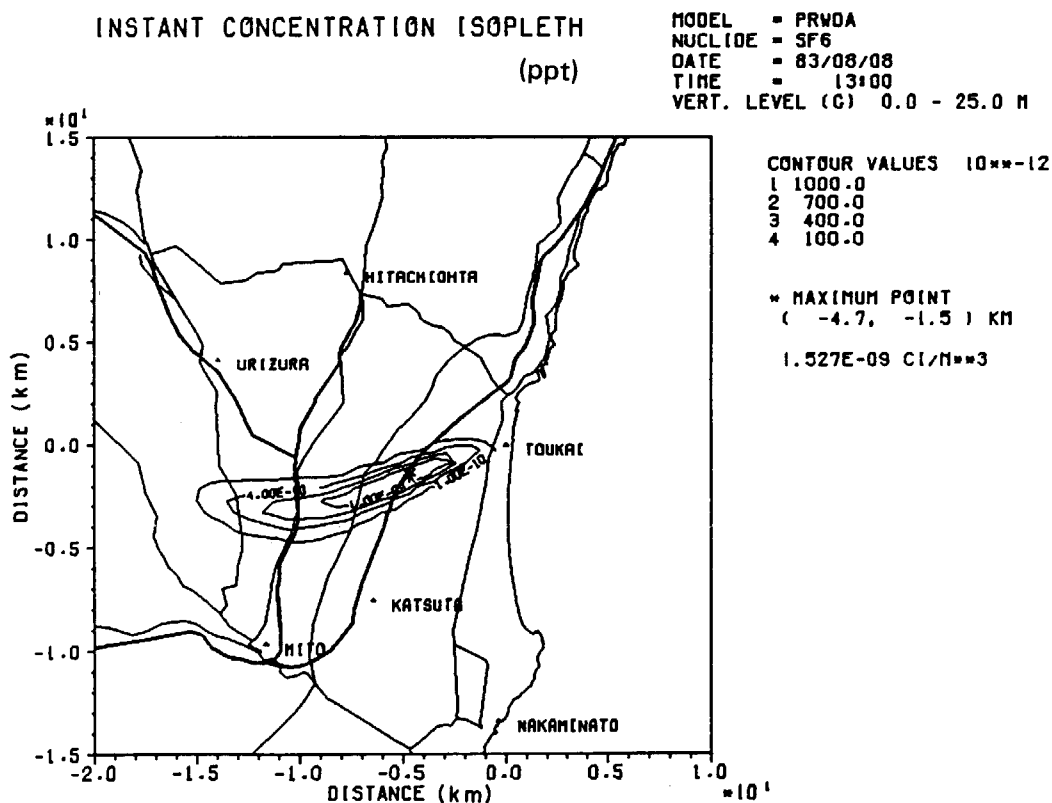 INSTANT CONCENTRATION ISOPLETH
(ppt)
MODEL = PRWDA
NUCLIDE = SF6
DATE = 83/08/08
TIME = 13:00
VERT. LEVEL (G) 0.0 - 25.0 M
CONTOUR VALUES 10**-12
1 1000.0
2 700.0
3 400.0
4 100.0
* MAXIMUM POINT
( -4.7, -1.5 ) KM
1.527E-09 CI/M**3
*10¹
1.5
1.0
0.5
0.0
-0.5
-1.0
-1.5
DISTANCE (km)
HITACHIOHTA
URIZURA
TOUKAI
4.00E-10
1.00E-09
1.00E-10
KATSUTA
MITO
NAKAMINATO
-2.0 -1.5 -1.0 -0.5 0.0 0.5 1.0
DISTANCE (km)
*10¹